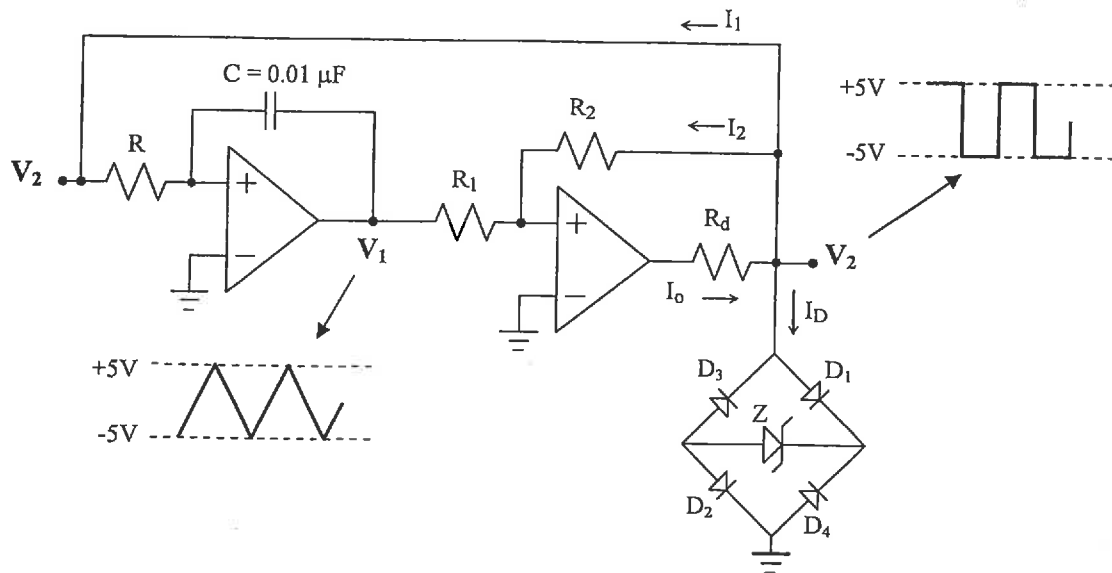 I1
C = 0.01 μF
R2
I2
+5V
-5V
R
V2
+
−
R1
V1
+
−
Rd
Io
V2
ID
+5V
-5V
D3
D1
Z
D2
D4